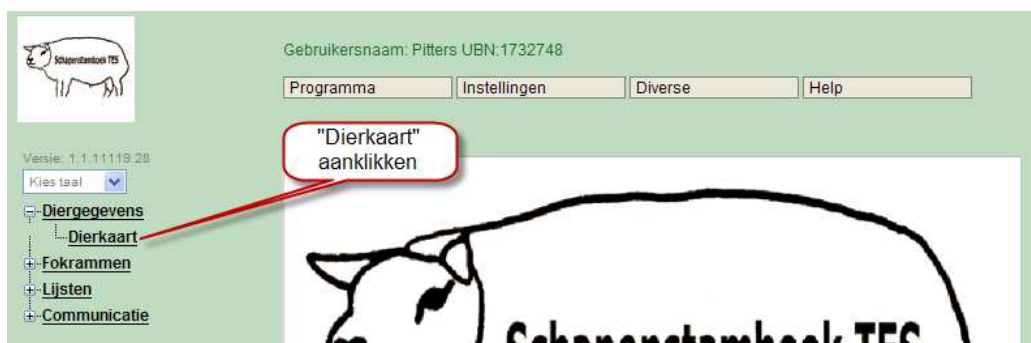 Schapenstamboek TES
Gebruikersnaam: Pitters UBN:1732748
Programma Instellingen Diverse Help
"Dierkaart"
aanklikken
Versie: 1.1.11119.28
Kies taal
Diergegevens
Dierkaart
Fokrammen
Lijsten
Communicatie
Schapenstamboek TES